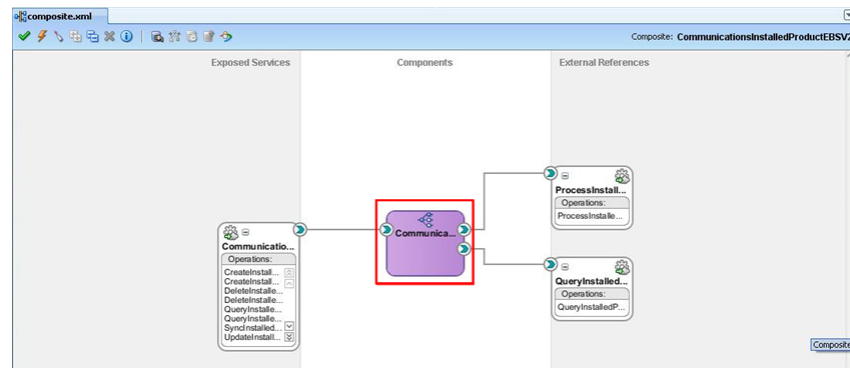 composite.xml
Composite: CommunicationsInstalledProductEBSV2
Exposed Services
Components
External References
Communicatio...
Operations:
CreateInstall...
CreateInstall...
DeleteInstalle...
DeleteInstalle...
QueryInstalle...
QueryInstalle...
SyncInstalled...
UpdateInstall...
Communica...
ProcessInstall...
Operations:
ProcessInstalle...
QueryInstalled...
Operations:
QueryInstalledP...
Composite